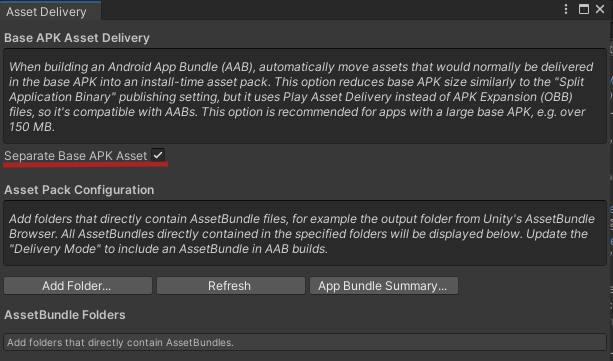 Asset Delivery
Base APK Asset Delivery
When building an Android App Bundle (AAB), automatically move assets that would normally be delivered
in the base APK into an install-time asset pack. This option reduces base APK size similarly to the "Split
Application Binary" publishing setting, but it uses Play Asset Delivery instead of APK Expansion (OBB)
files, so it's compatible with AABs. This option is recommended for apps with a large base APK, e.g. over
150 MB.
Separate Base APK Asset
Asset Pack Configuration
Add folders that directly contain AssetBundle files, for example the output folder from Unity's AssetBundle
Browser. All AssetBundles directly contained in the specified folders will be displayed below. Update the
"Delivery Mode" to include an AssetBundle in AAB builds.
Add Folder... Refresh App Bundle Summary...
AssetBundle Folders
Add folders that directly contain AssetBundles.